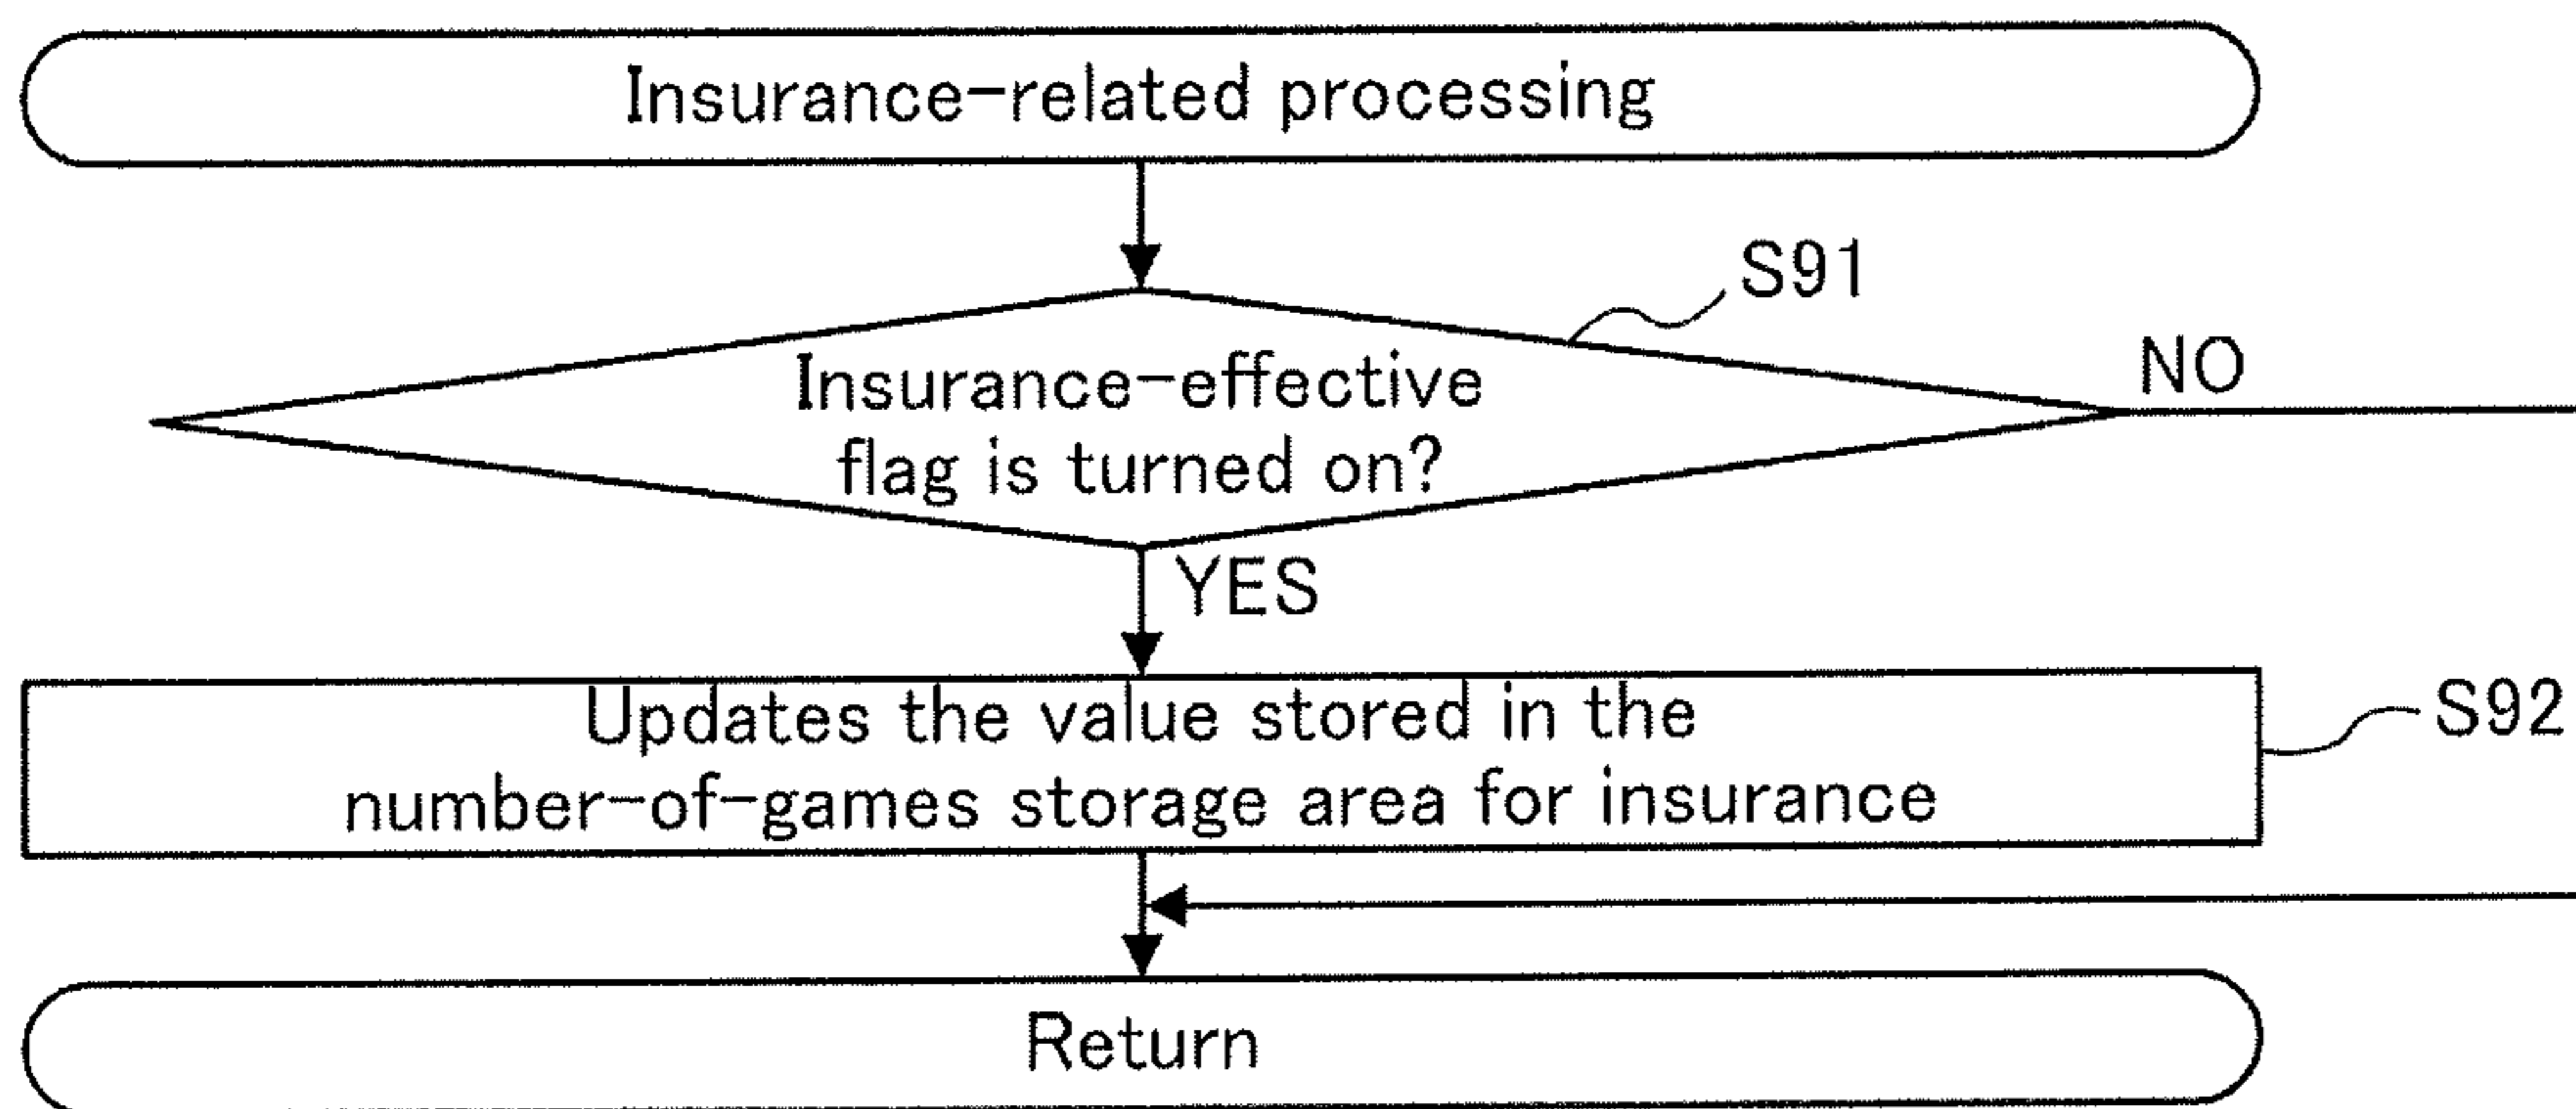 Insurance-related processing
S91
Insurance-effective
flag is turned on?
NO
YES
Updates the value stored in the
number-of-games storage area for insurance
S92
Return